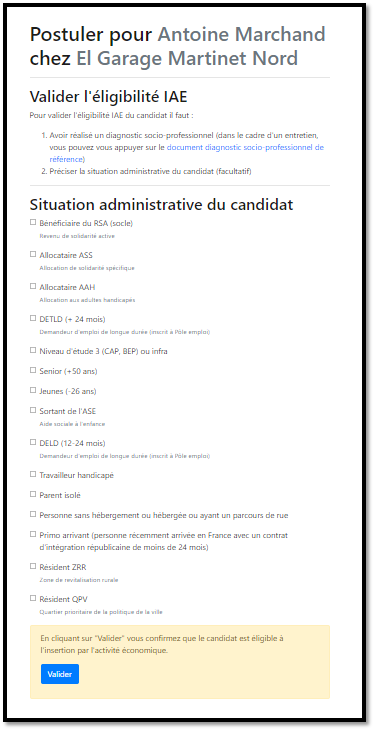 Postuler pour Antoine Marchand
chez El Garage Martinet Nord
Valider l'éligibilité IAE
Pour valider l'éligibilité IAE du candidat il faut :
1. Avoir réalisé un diagnostic socio-professionnel (dans le cadre d'un entretien,
vous pouvez vous appuyer sur le document diagnostic socio-professionnel de
référence)
2. Préciser la situation administrative du candidat (facultatif)
Situation administrative du candidat
Bénéficiaire du RSA (socle)
Revenu de solidarité active
Allocataire ASS
Allocation de solidarité spécifique
Allocataire AAH
Allocation aux adultes handicapés
DETLD (+ 24 mois)
Demandeur d'emploi de longue durée (inscrit à Pôle emploi)
Niveau d'étude 3 (CAP, BEP) ou infra
Senior (+50 ans)
Jeunes (-26 ans)
Sortant de l'ASE
Aide sociale à l'enfance
DELD (12-24 mois)
Demandeur d'emploi de longue durée (inscrit à Pôle emploi)
Travailleur handicapé
Parent isolé
Personne sans hébergement ou hébergée ou ayant un parcours de rue
Primo arrivant (personne récemment arrivée en France avec un contrat
d'intégration républicaine de moins de 24 mois)
Résident ZRR
Zone de revitalisation rurale
Résident QPV
Quartier prioritaire de la politique de la ville
En cliquant sur "Valider" vous confirmez que le candidat est éligible à
l'insertion par l'activité économique.
Valider